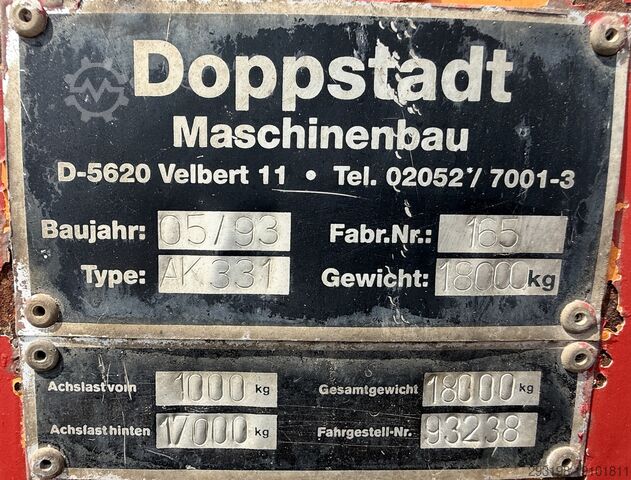 Doppstadt
Maschinenbau
D-5620 Velbert 11 • Tel. 02052/ 7001-3
Baujahr: 05/93 Fabr.Nr.: 165
Type: AK 331 Gewicht: 18000 kg
Achslast vorn 1000 kg Gesamtgewicht 18000 kg
Achslast hinten 17000 kg Fahrgestell-Nr. 93238